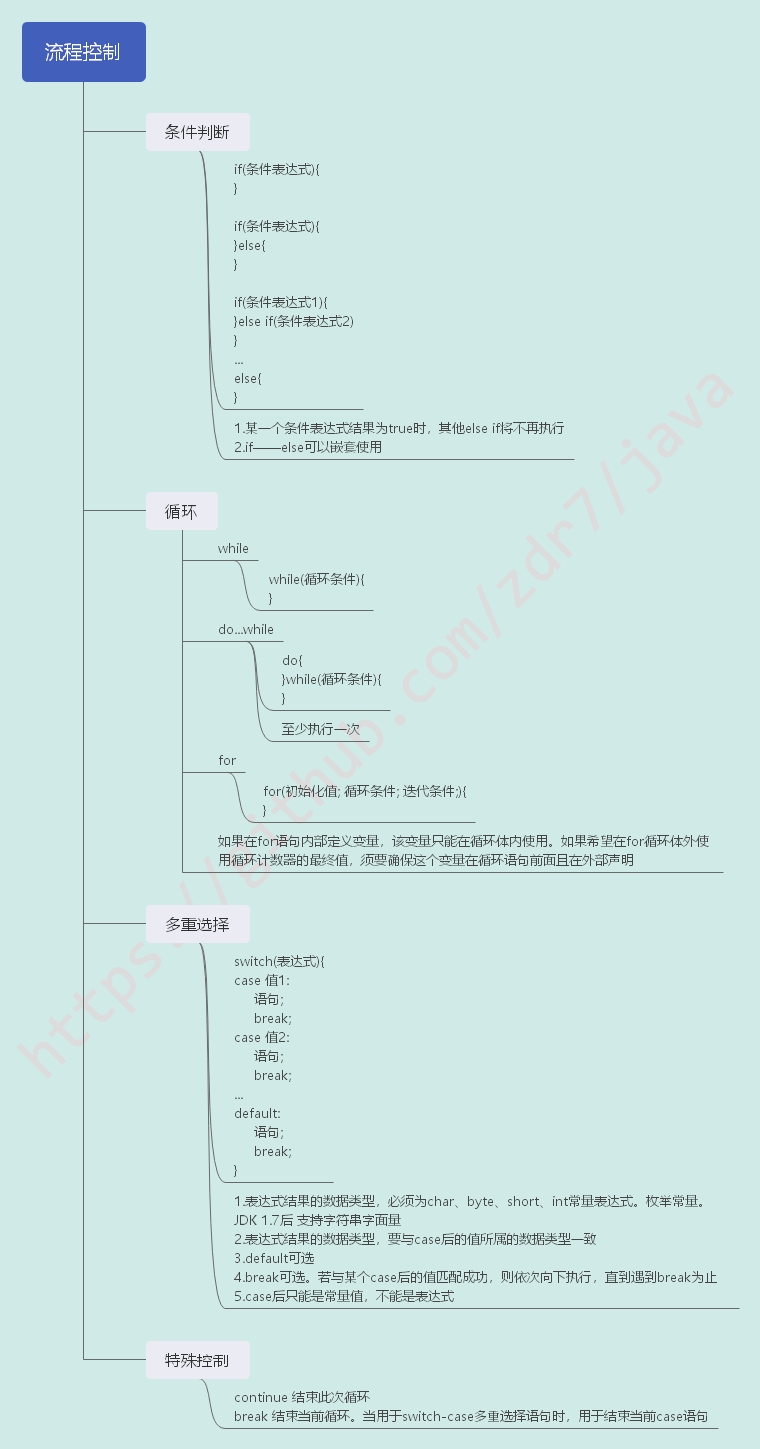 流程控制
条件判断
if(条件表达式){
}
if(条件表达式){
}else{
}
if(条件表达式1){
}else if(条件表达式2)
}
...
else{
}
1.某一个条件表达式结果为true时，其他else if将不再执行
2.if——else可以嵌套使用
循环
while
while(循环条件){
}
do...while
do{
}while(循环条件){
}
至少执行一次
for
for(初始化值; 循环条件; 迭代条件;){
}
如果在for语句内部定义变量，该变量只能在循环体内使用。如果希望在for循环体外使
用循环计数器的最终值，须要确保这个变量在循环语句前面且在外部声明
多重选择
switch(表达式){
case 值1:
语句;
break;
case 值2:
语句;
break;
...
default:
语句;
break;
}
1.表达式结果的数据类型，必须为char、byte、short、int常量表达式。枚举常量。
JDK 1.7后 支持字符串字面量
2.表达式结果的数据类型，要与case后的值所属的数据类型一致
3.default可选
4.break可选。若与某个case后的值匹配成功，则依次向下执行，直到遇到break为止
5.case后只能是常量值，不能是表达式
特殊控制
continue 结束此次循环
break 结束当前循环。当用于switch-case多重选择语句时，用于结束当前case语句
https://github.com/zdr7/java